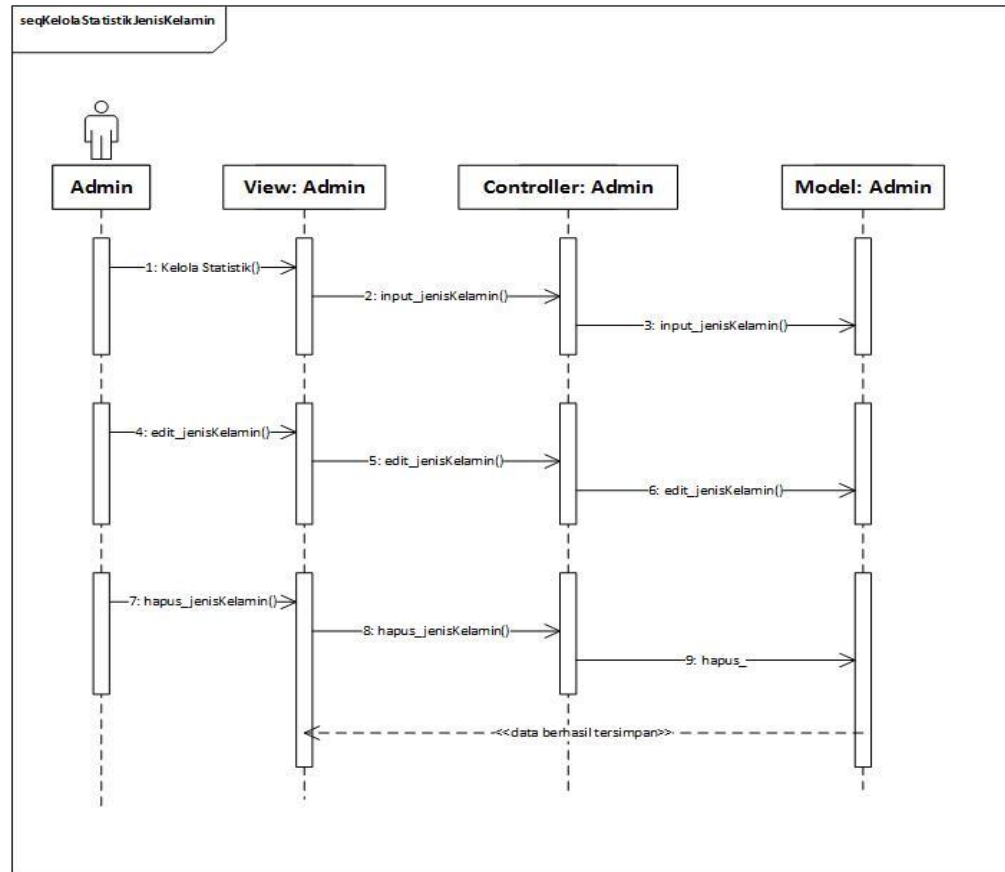 seqKelolaStatistikJenisKelamin
Admin
View: Admin
Controller: Admin
Model: Admin
1: Kelola Statistik()
2: input_jenisKelamin()
3: input_jenisKelamin()
4: edit_jenisKelamin()
5: edit_jenisKelamin()
6: edit_jenisKelamin()
7: hapus_jenisKelamin()
8: hapus_jenisKelamin()
9: hapus_
<<data berhasil tersimpan>>